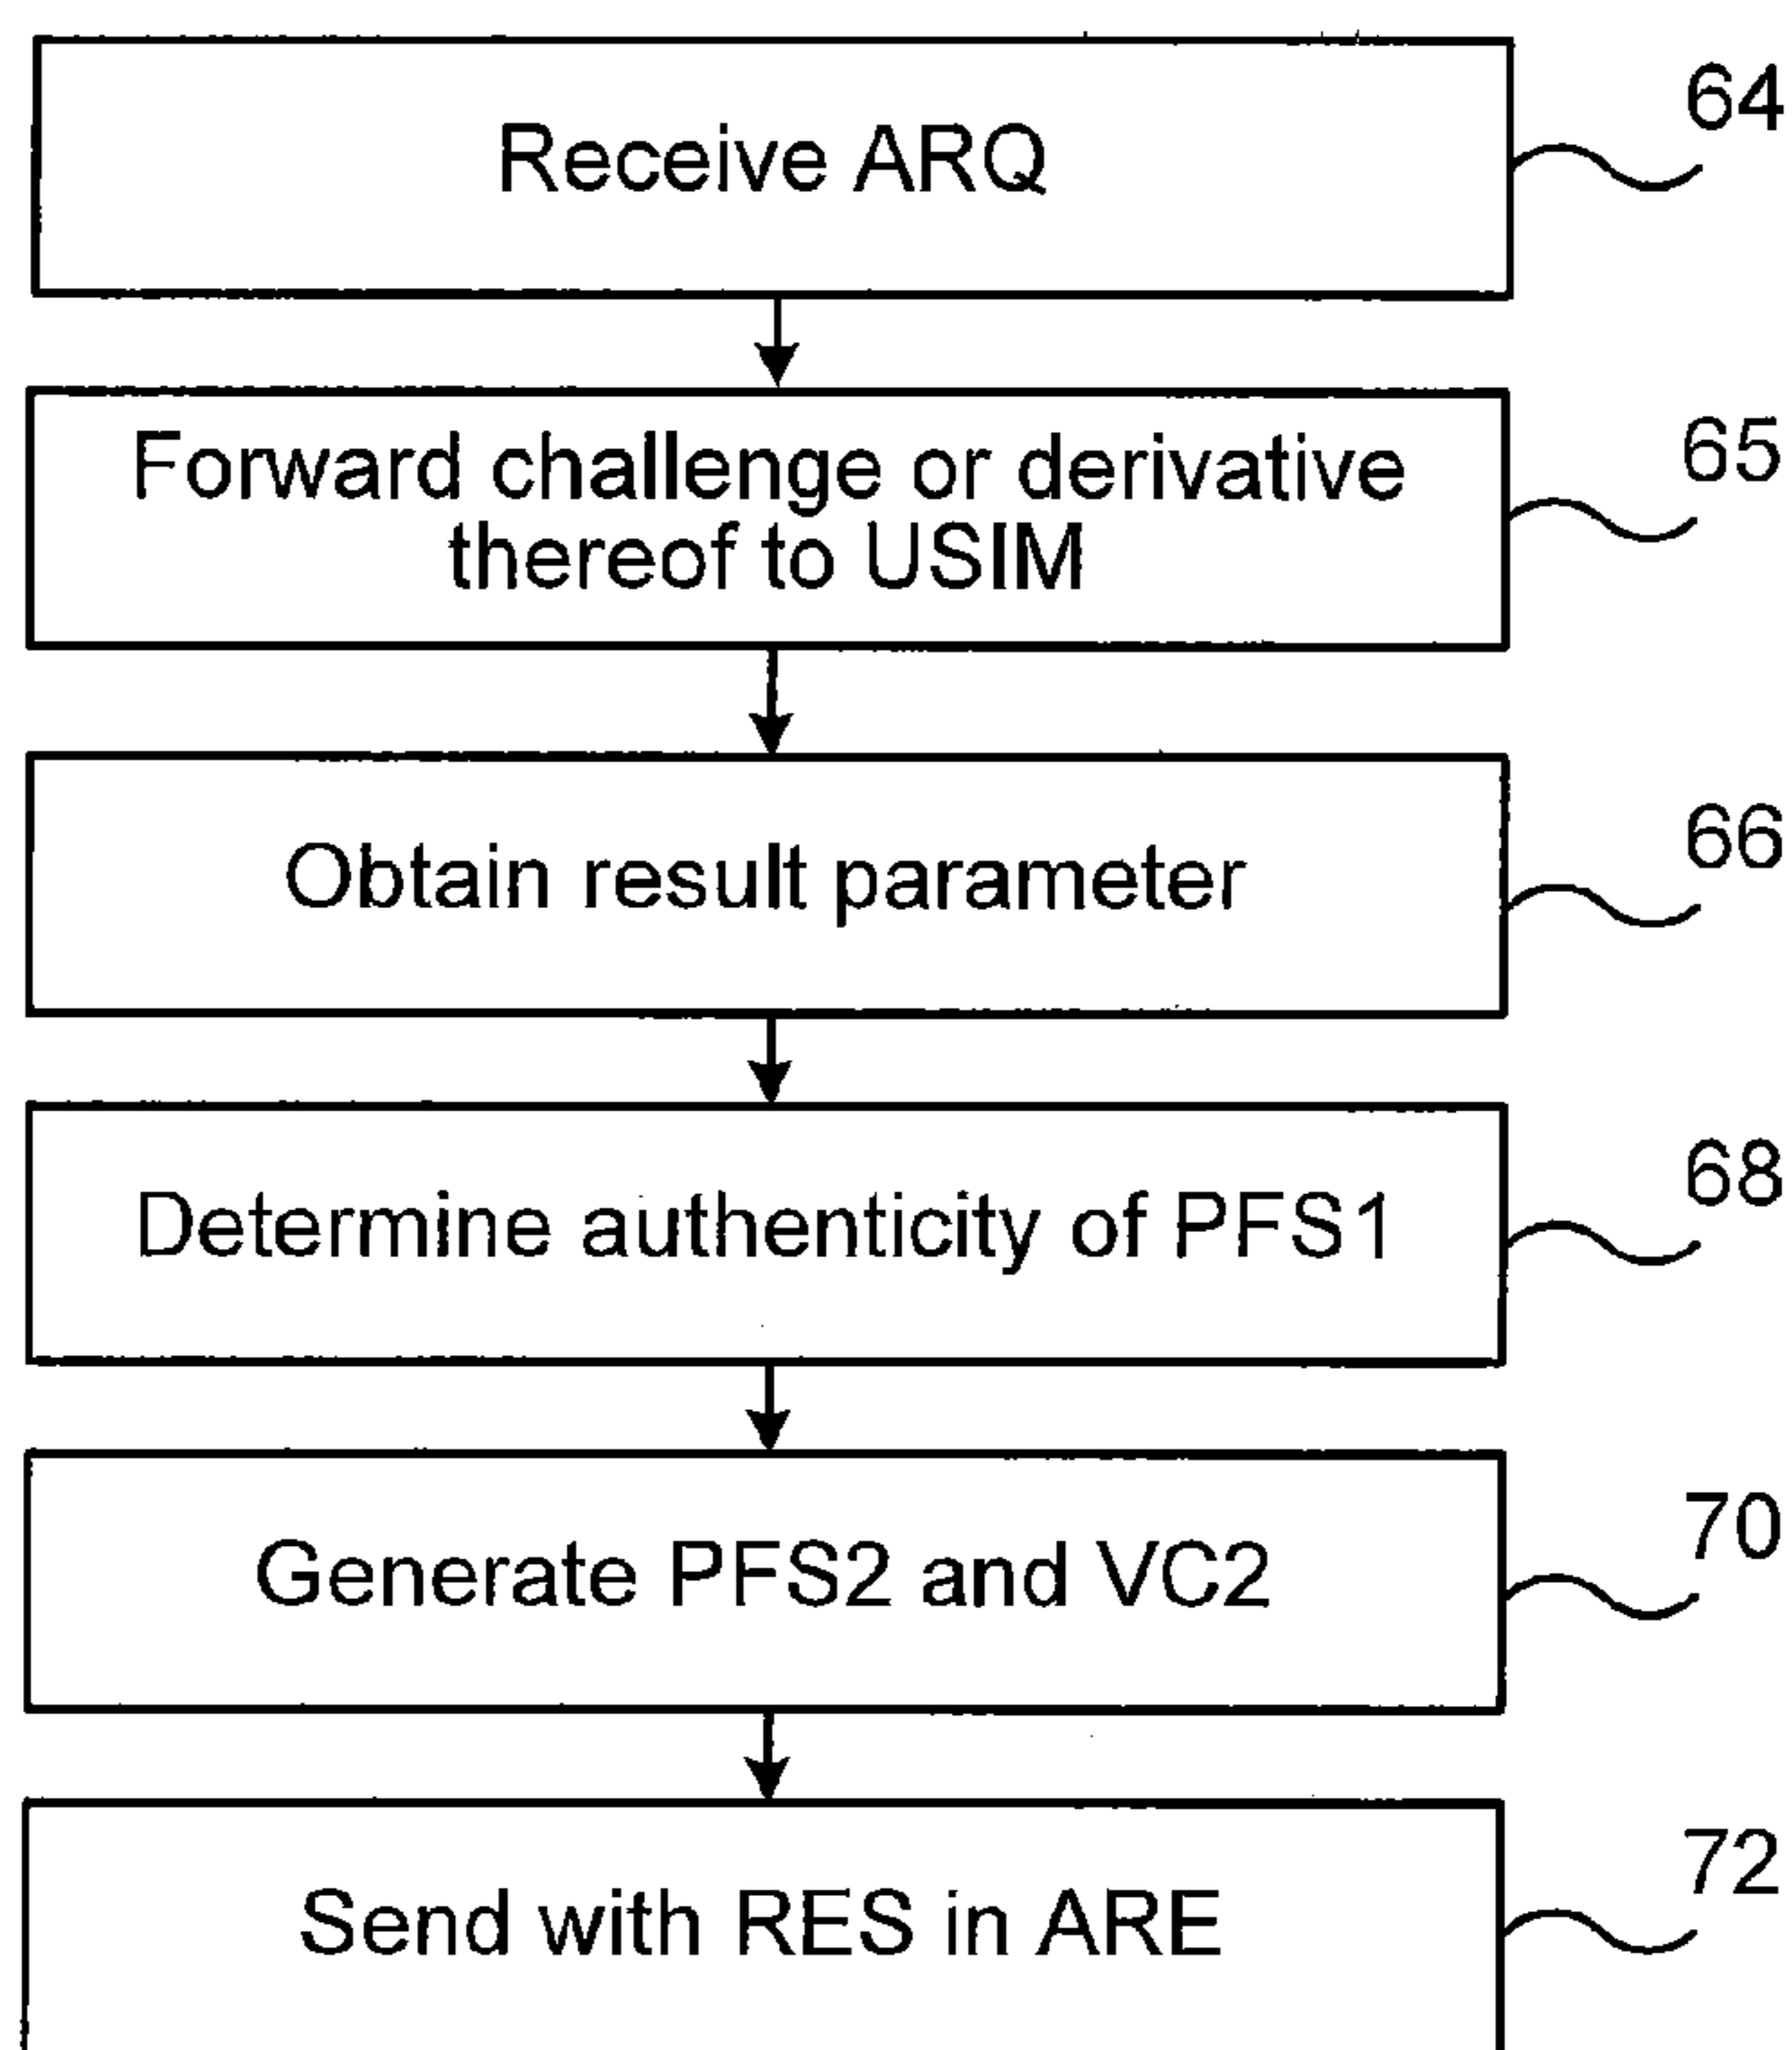 Receive ARQ
64
Forward challenge or derivative
thereof to USIM
65
Obtain result parameter
66
Determine authenticity of PFS1
68
Generate PFS2 and VC2
70
Send with RES in ARE
72